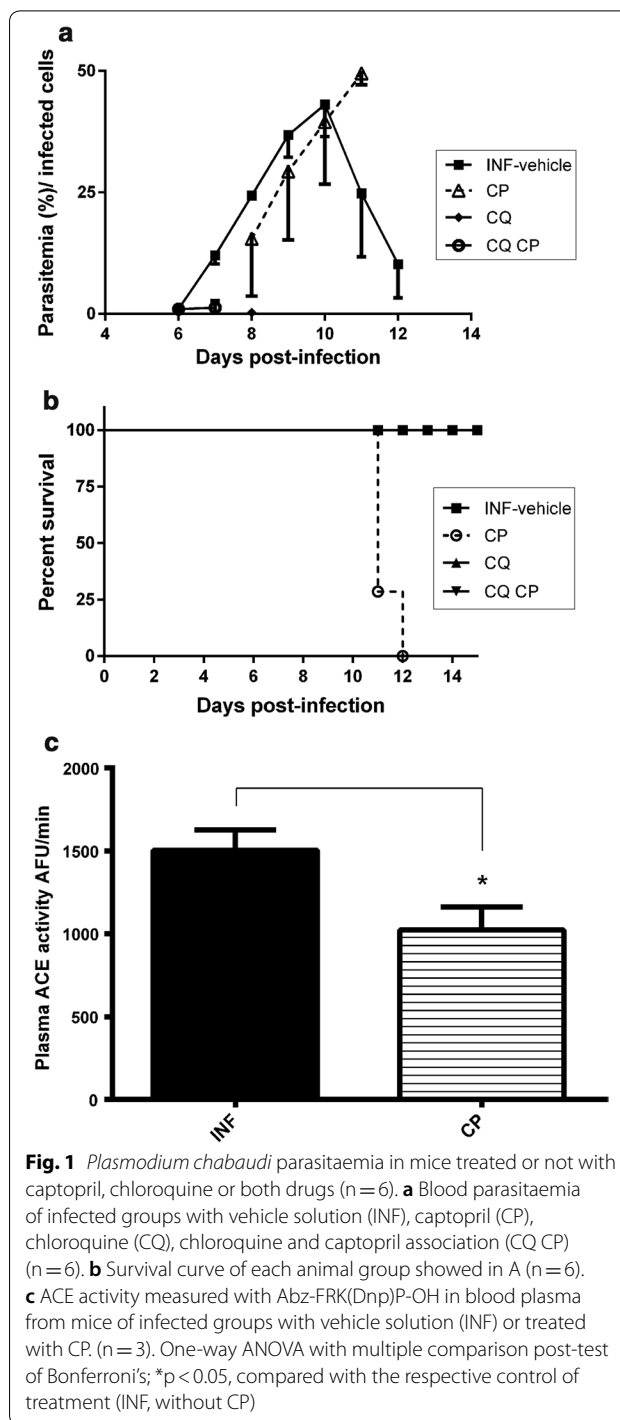 a
Parasitemia (%)/ infected cells
50
25
0
4 6 8 10 12 14
Days post-infection
INF-vehicle
CP
CQ
CQ CP
b
Percent survival
100
75
50
25
0
0 2 4 6 8 10 12 14
Days post-infection
INF-vehicle
CP
CQ
CQ CP
c
Plasma ACE activity AFU/min
2000
1500
1000
500
0
*
INF
CP
Fig. 1 Plasmodium chabaudi parasitaemia in mice treated or not with
captopril, chloroquine or both drugs (n = 6). a Blood parasitaemia
of infected groups with vehicle solution (INF), captopril (CP),
chloroquine (CQ), chloroquine and captopril association (CQ CP)
(n = 6). b Survival curve of each animal group showed in A (n = 6).
c ACE activity measured with Abz-FRK(Dnp)P-OH in blood plasma
from mice of infected groups with vehicle solution (INF) or treated
with CP. (n = 3). One-way ANOVA with multiple comparison post-test
of Bonferroni's; *p < 0.05, compared with the respective control of
treatment (INF, without CP)